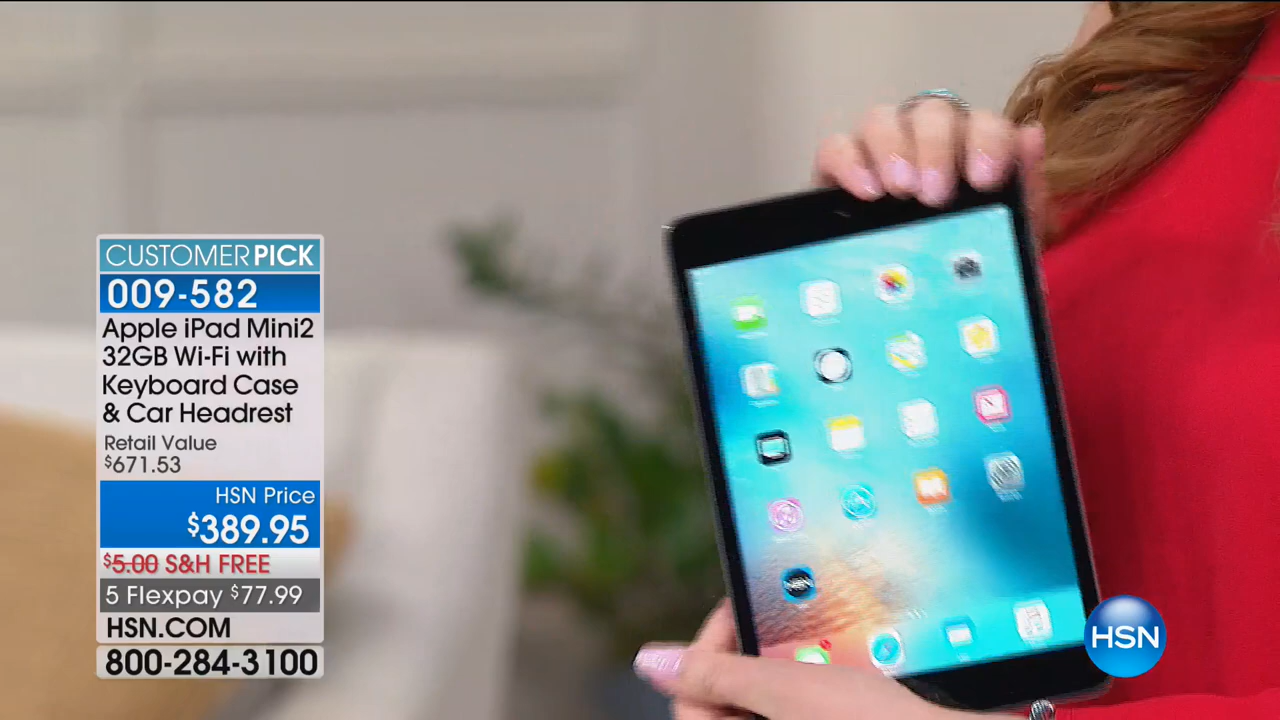 CUSTOMERPICK
009-582
Apple iPad Mini2
32GB Wi-Fi with
Keyboard Case
& Car Headrest
Retail Value
$671.53
HSN Price
$389.95
$5.00 S&H FREE
5 Flexpay $77.99
HSN.COM
800-284-3100
HSN